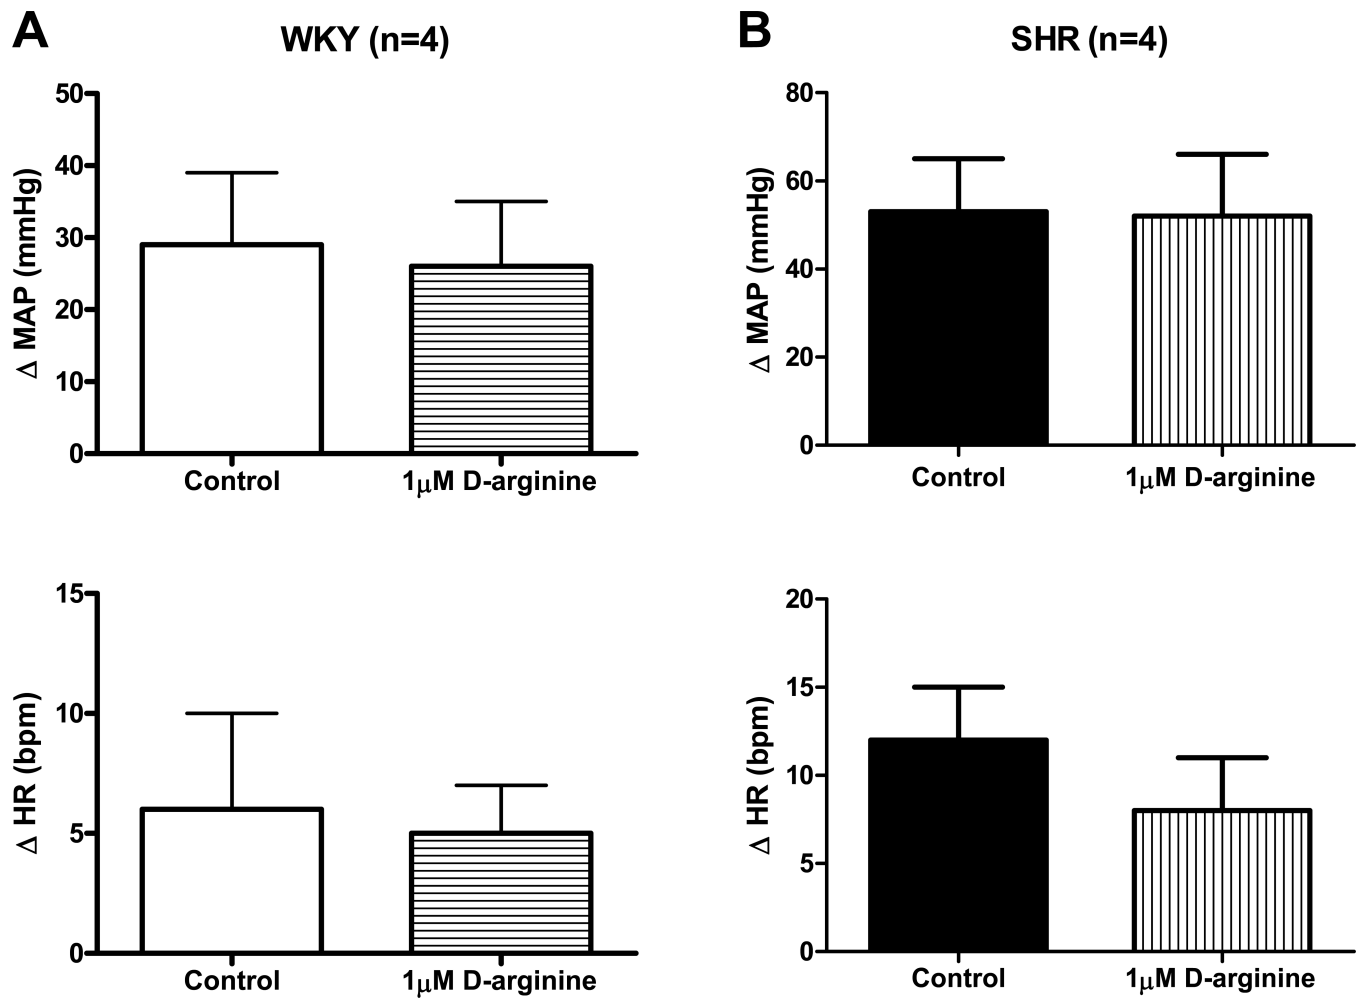 A
WKY (n=4)
50
40
30
20
10
0
Δ MAP (mmHg)
Control
1μM D-arginine
15
10
5
0
Δ HR (bpm)
Control
1μM D-arginine
B
SHR (n=4)
80
60
40
20
0
Δ MAP (mmHg)
Control
1μM D-arginine
20
15
10
5
0
Δ HR (bpm)
Control
1μM D-arginine